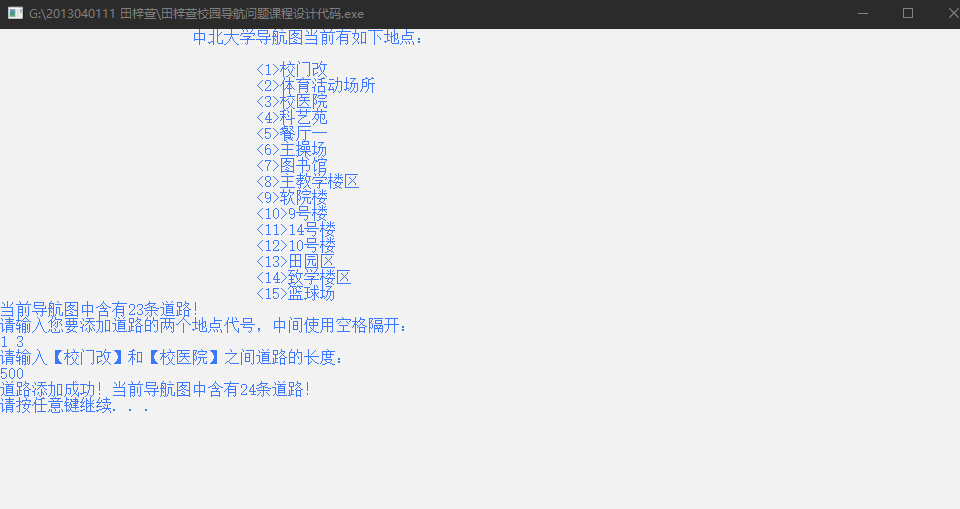 G:\2013040111 田梓萱\田梓萱校园导航问题课程设计代码.exe
中北大学导航图当前有如下地点：
<1>校门改
<2>体育活动场所
<3>校医院
<4>科艺苑
<5>餐厅一
<6>主操场
<7>图书馆
<8>主教学楼区
<9>软院楼
<10>9号楼
<11>14号楼
<12>10号楼
<13>田园区
<14>致学楼区
<15>篮球场
当前导航图中含有23条道路！
请输入您要添加道路的两个地点代号，中间使用空格隔开：
1 3
请输入【校门改】和【校医院】之间道路的长度：
500
道路添加成功！当前导航图中含有24条道路！
请按任意键继续. . .